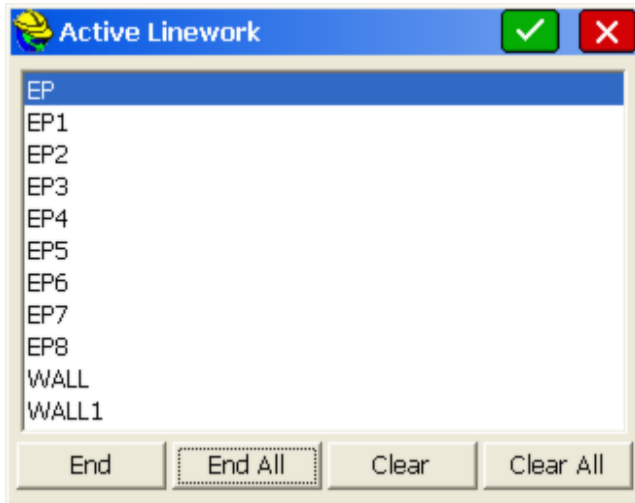 Active Linework
EP
EP1
EP2
EP3
EP4
EP5
EP6
EP7
EP8
WALL
WALL1
End End All Clear Clear All